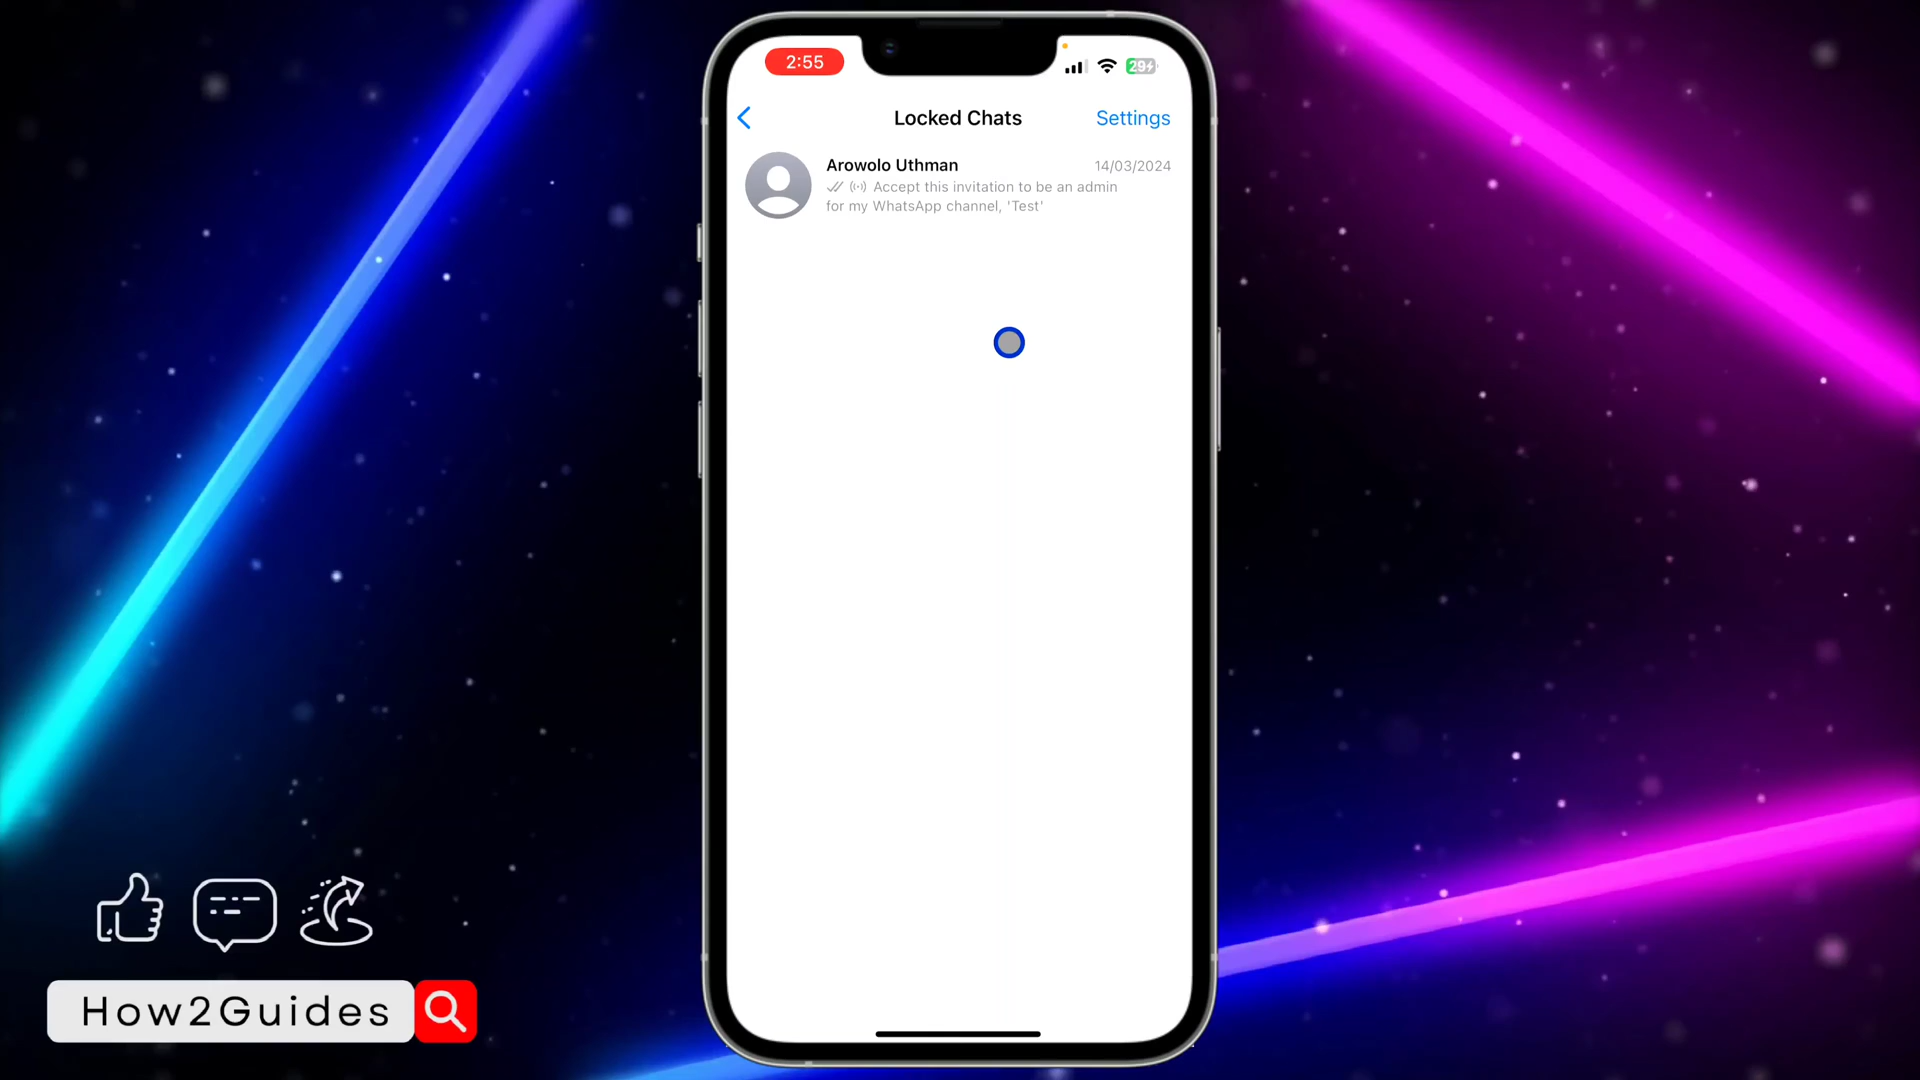 2:55
29
Locked Chats
Settings
Arowolo Uthman
14/03/2024
Accept this invitation to be an admin
for my WhatsApp channel, 'Test'
How2Guides